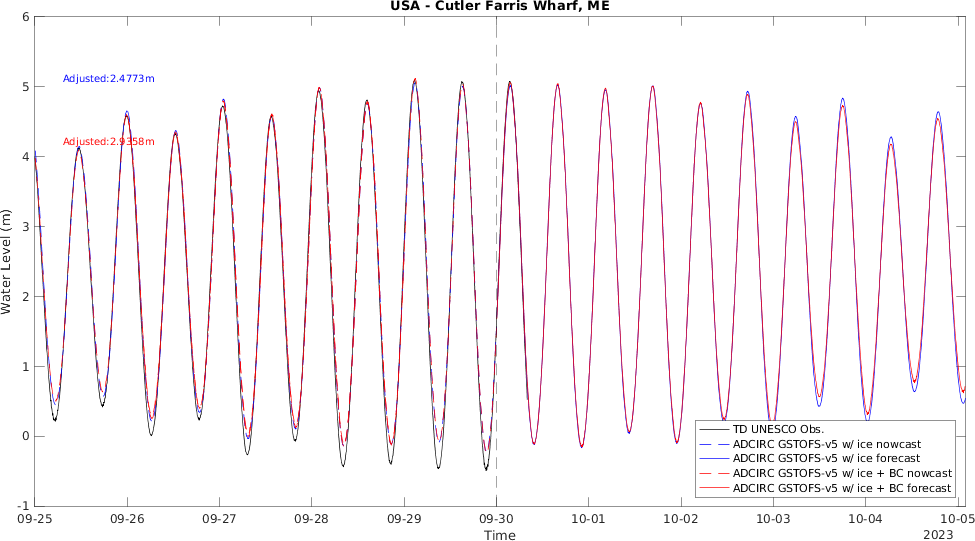 USA - Cutler Farris Wharf, ME
6
5
4
3
2
1
0
-1
Water Level (m)
Adjusted:2.4773m
Adjusted:2.9358m
TD UNESCO Obs.
ADCIRC GSTOFS-v5 w/ ice nowcast
ADCIRC GSTOFS-v5 w/ ice forecast
ADCIRC GSTOFS-v5 w/ ice + BC nowcast
ADCIRC GSTOFS-v5 w/ ice + BC forecast
09-25 09-26 09-27 09-28 09-29 09-30 10-01 10-02 10-03 10-04 10-05
Time
2023